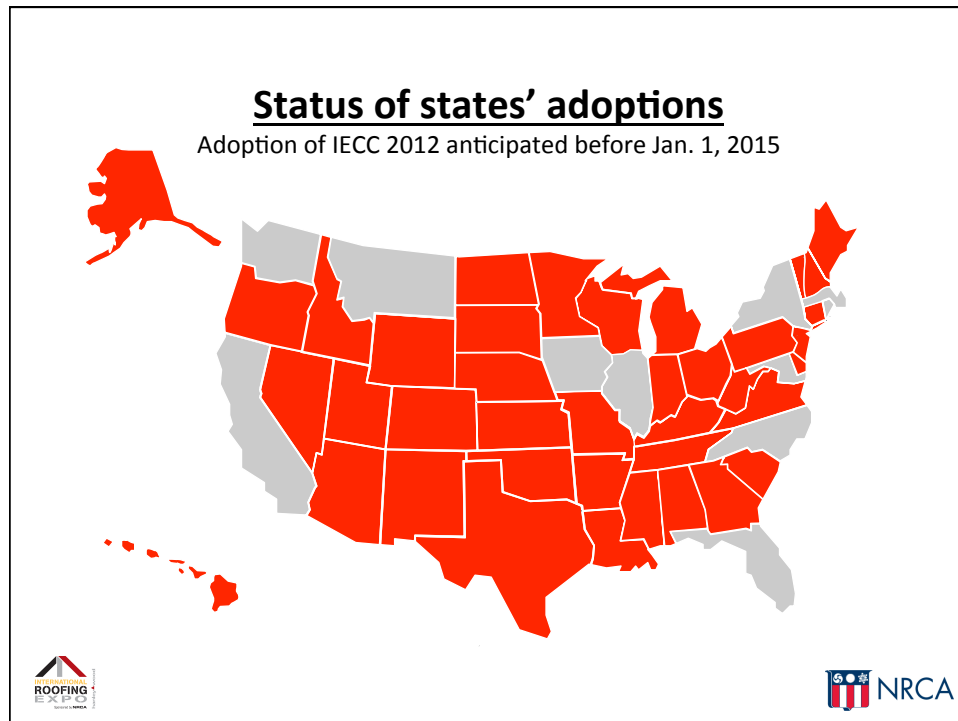 Status of states’ adoptions
Adoption of IECC 2012 anticipated before Jan. 1, 2015
INTERNATIONAL
ROOFING
EXPO
NRCA